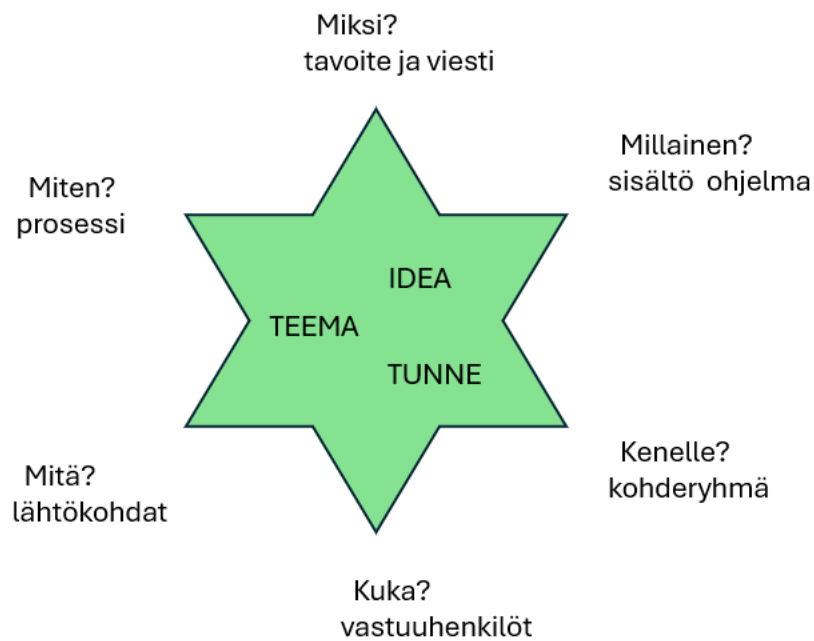 Miksi?
tavoite ja viesti
Millainen?
sisältö ohjelma
Miten?
prosessi
IDEA
TEEMA
TUNNE
Kenelle?
kohderyhmä
Mitä?
lähtökohdat
Kuka?
vastuuhenkilöt